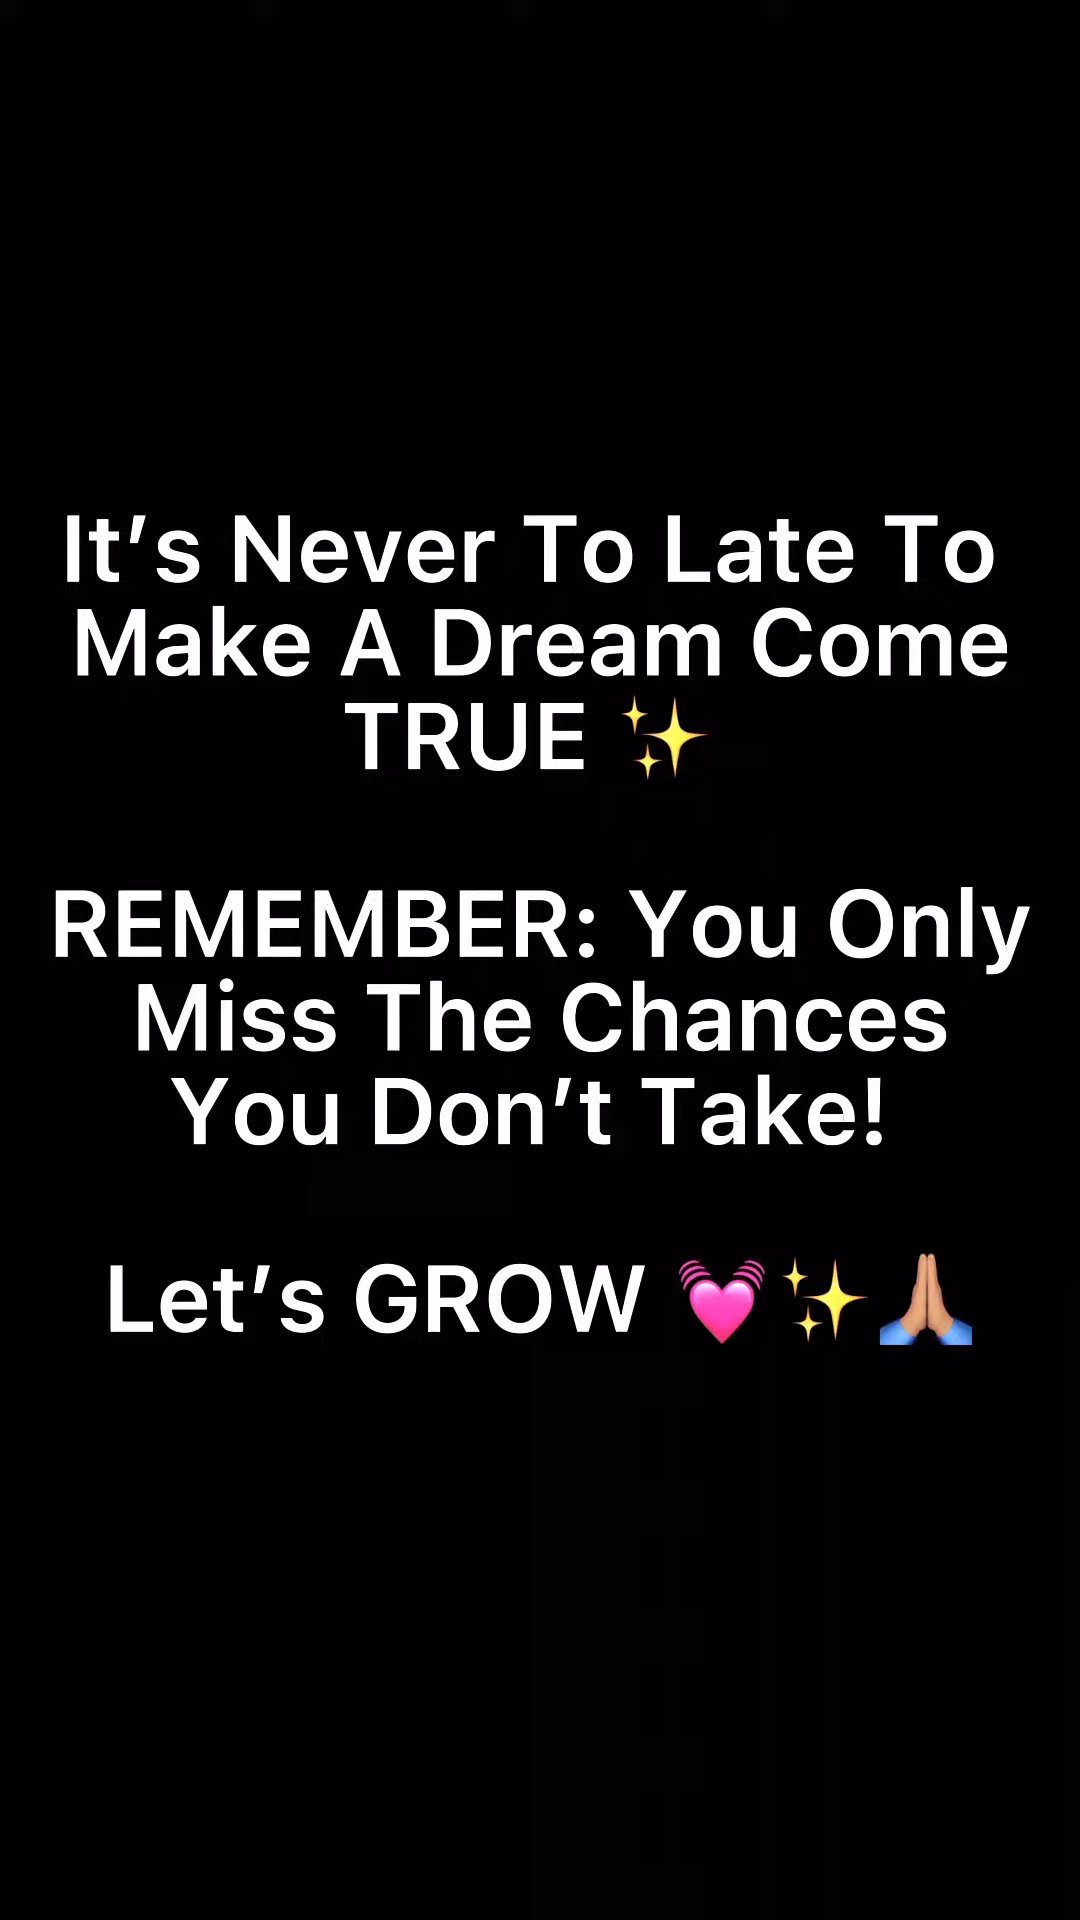 It’s Never To Late To
Make A Dream Come
TRUE ✨
REMEMBER: You Only
Miss The Chances
You Don’t Take!
Let’s GROW 💓✨🙏🏽